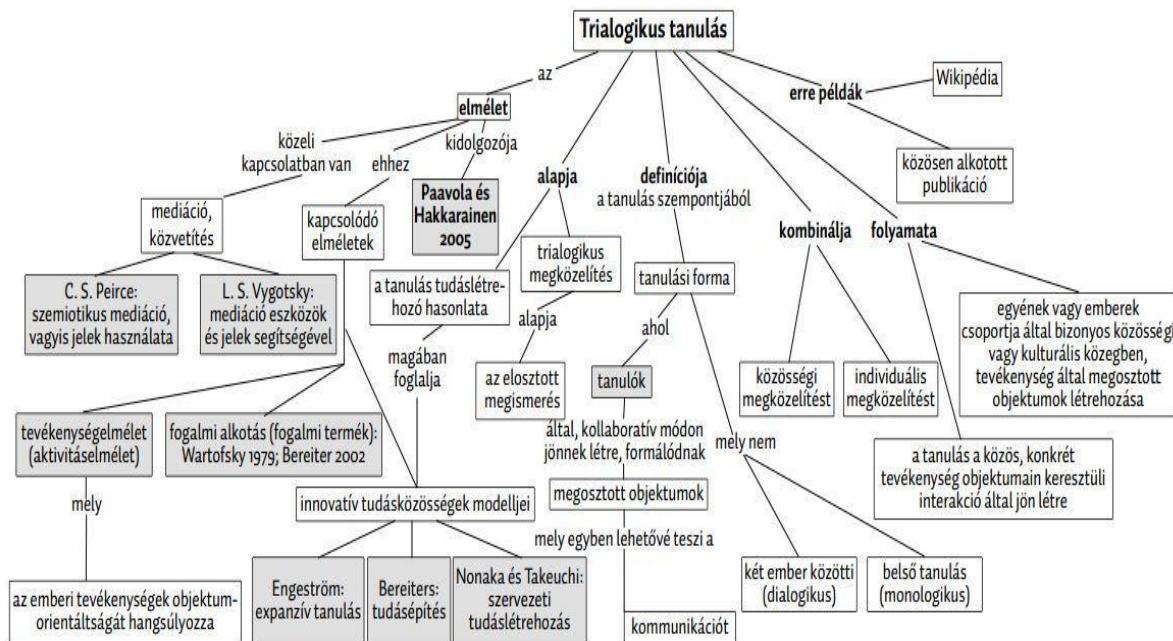 Trialogikus tanulás
az
elmélet
erre példák
Wikipédia
közeli
kapcsolatban van
ehhez
kidolgozója
közösen alkotott
publikáció
alapja
definíciója
a tanulás szempontjából
Paavola és
Hakkarainen
2005
mediáció,
közvetítés
kapcsolódó
elméletek
kombinálja
folyamata
trialogikus
megközelítés
a tanulás tudáslétre-
hozó hasonlata
tanulási forma
C. S. Peirce:
szemiotikus mediáció,
vagyis jelek használata
L. S. Vygotsky:
mediáció eszközök
és jelek segítségével
egyének vagy emberek
csoportja által bizonyos közösségi
vagy kulturális közegben,
tevékenység által megosztott
objektumok létrehozása
alapja
ahol
magában
foglalja
az elosztott
megismerés
tanulók
közösségi
megközelítést
individuális
megközelítést
tevékenységelmélet
(aktivitáselmélet)
fogalmi alkotás (fogalmi termék):
Wartofsky 1979; Bereiter 2002
által, kollaboratív módon
jönnek létre, formálódnak
mely nem
a tanulás a közös, konkrét
tevékenység objektumain keresztüli
interakció által jön létre
mely
innovatív tudásközösségek modelljei
megosztott objektumok
mely egyben lehetővé teszi a
az emberi tevékenységek objektum-
orientáltságát hangsúlyozza
Engeström:
expanzív tanulás
Bereiters:
tudásépítés
Nonaka és Takeuchi:
szervezeti
tudáslétrehozás
két ember közötti
(dialogikus)
belső tanulás
(monologikus)
kommunikációt